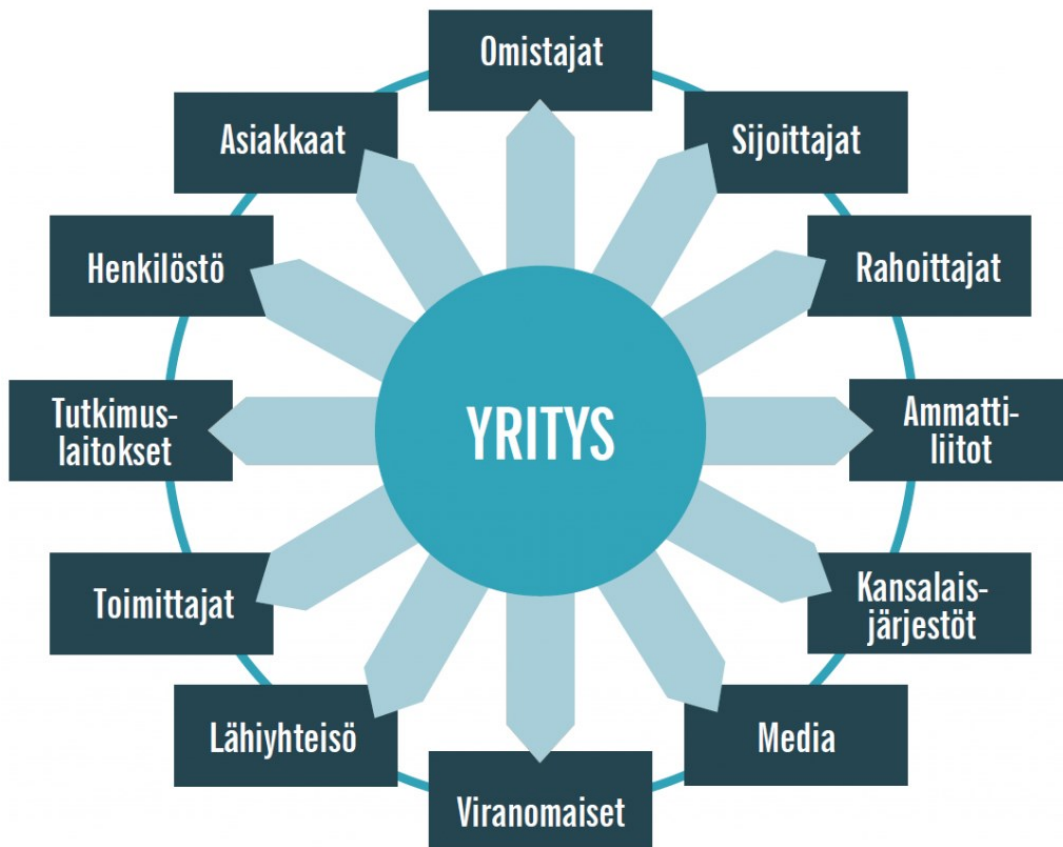 Omistajat
Asiakkaat
Sijoittajat
Henkilöstö
Rahoittajat
Tutkimus-
laitokset
YRITYS
Ammatti-
liitot
Toimittajat
Kansalais-
järjestöt
Lähiyhteisö
Media
Viranomaiset